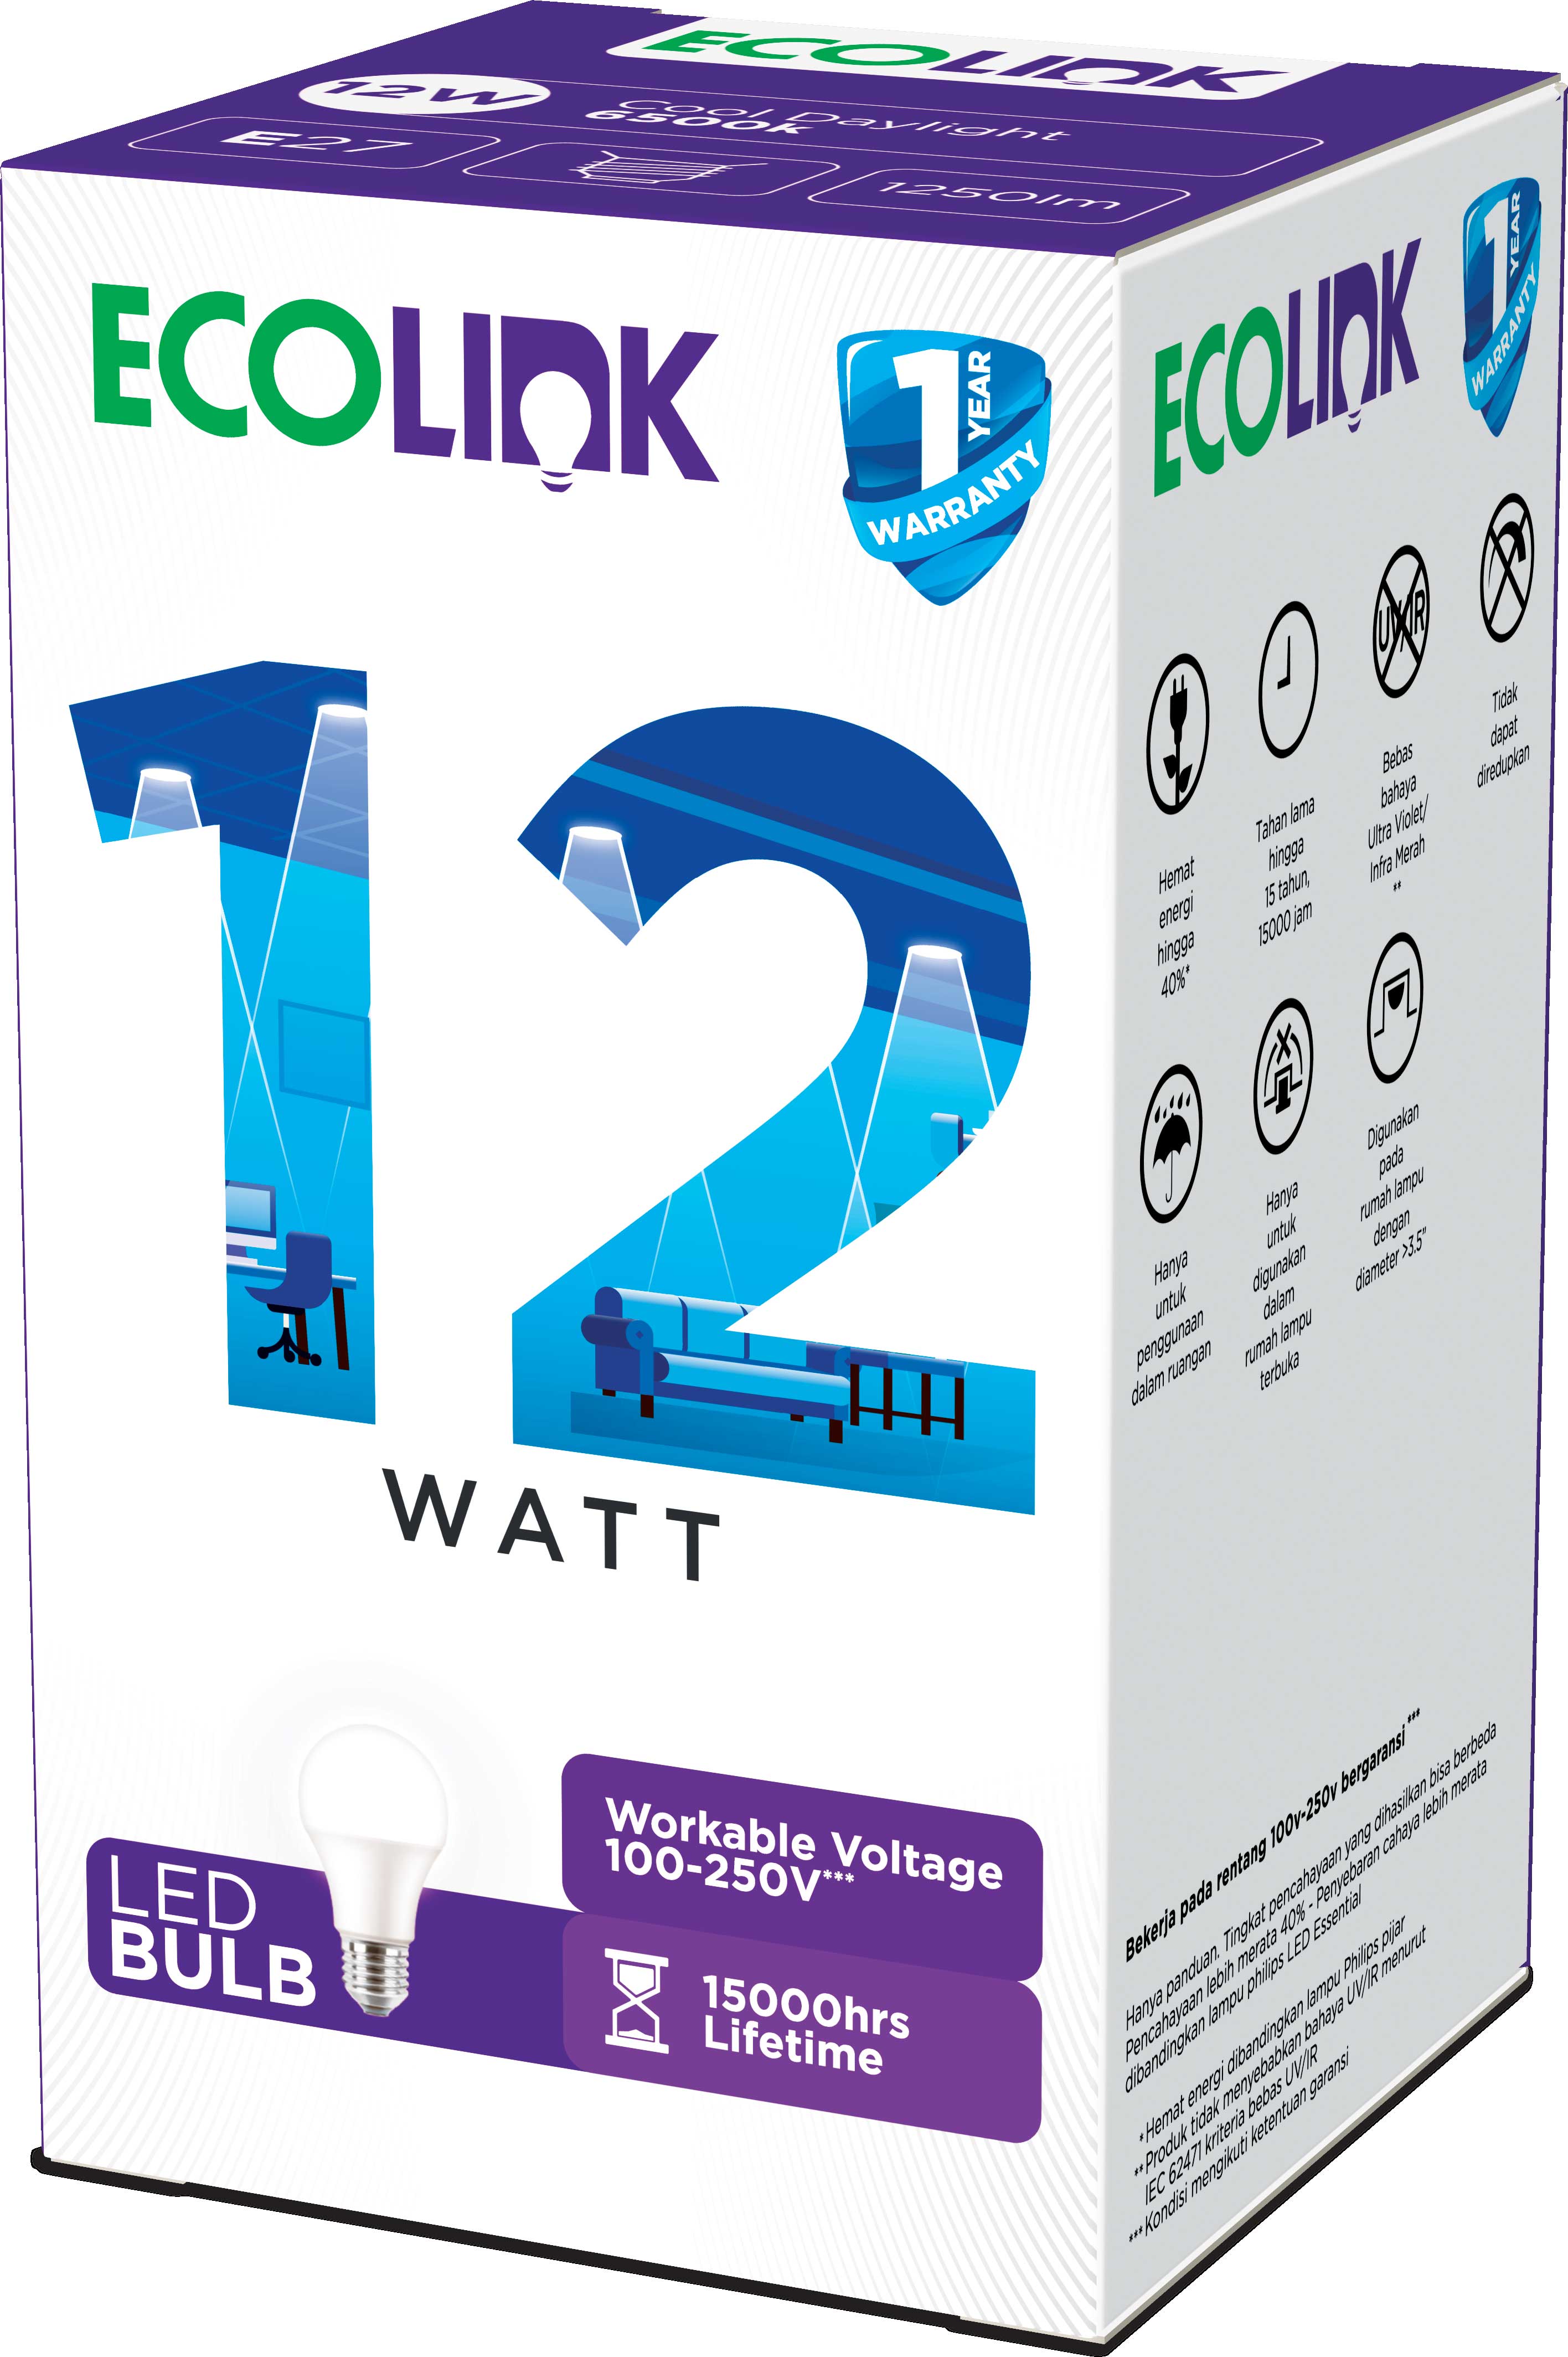 ECOLINK
12W
Cool Daylight
6500k
E27
1250lm
ECOLINK
1 YEAR
WARRANTY
12
WATT
LED
BULB
Workable Voltage
100-250V***
15000hrs
Lifetime
ECOLINK
1 YEAR
WARRANTY
Hemat
energi
hingga
40%*
Tahan lama
hingga
15 tahun,
15000 jam
UV/IR
Bebas
bahaya
Ultra Violet/
Infra Merah
**
Tidak
dapat
diredupkan
Hanya
untuk
penggunaan
dalam ruangan
Hanya
untuk
digunakan
dalam
rumah lampu
terbuka
Digunakan
pada
rumah lampu
dengan
diameter >3.5"
Bekerja pada rentang 100v-250v bergaransi***
Hanya panduan. Tingkat pencahayaan yang dihasilkan bisa berbeda
Pencahayaan lebih merata 40% - Penyebaran cahaya lebih merata
dibandingkan lampu philips LED Essential
*Hemat energi dibandingkan lampu Philips pijar
**Produk tidak menyebabkan bahaya UV/IR menurut
IEC 62471 kriteria bebas UV/IR
***Kondisi mengikuti ketentuan garansi